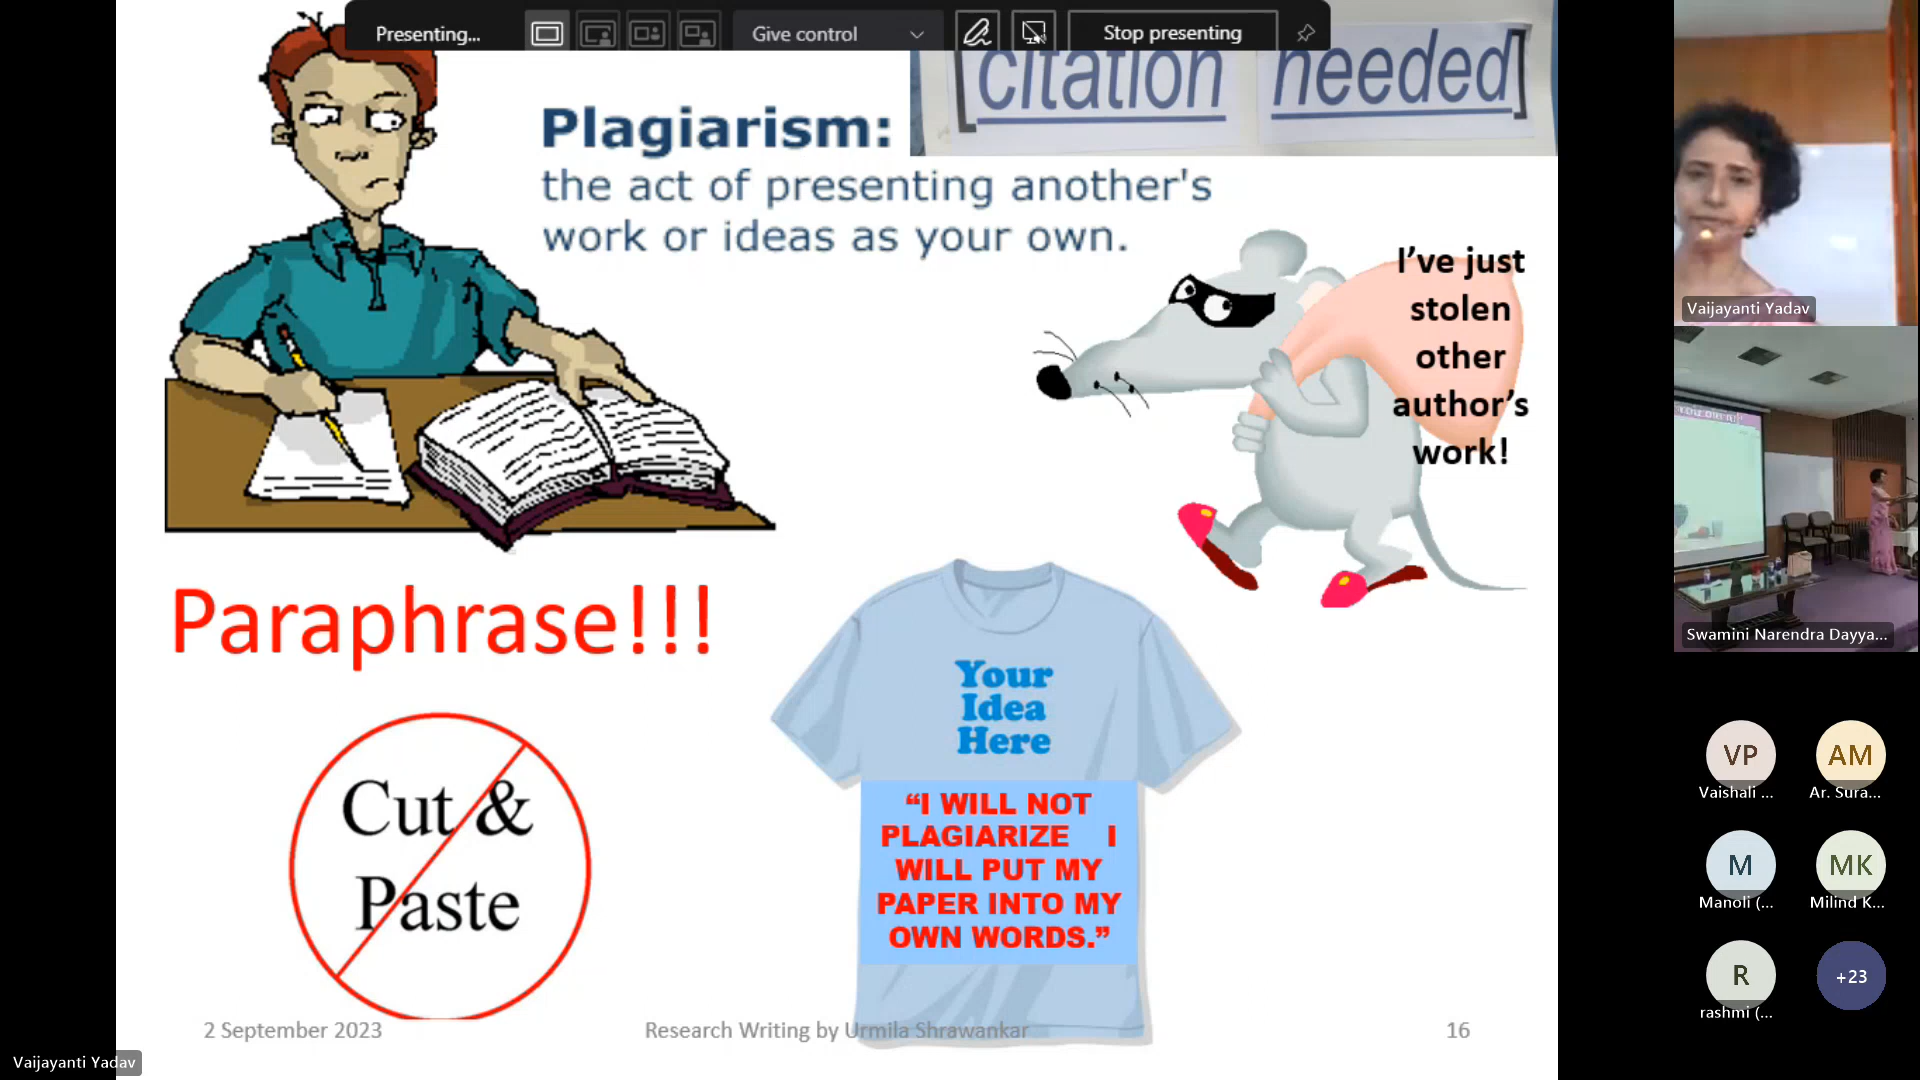 Presenting...
Give control
Stop presenting
[citation needed]
Plagiarism:
the act of presenting another's
work or ideas as your own.
I've just
stolen
other
author's
work!
Paraphrase!!!
Your
Idea
Here
Cut &
Paste
“I WILL NOT
PLAGIARIZE I
WILL PUT MY
PAPER INTO MY
OWN WORDS.”
2 September 2023
Research Writing by Urmila Shrawankar
16
Vaijayanti Yadav
Vaijayanti Yadav
Swamini Narendra Dayya...
VP
Vaishali ...
AM
Ar. Sura...
M
Manoli (...
MK
Milind K...
R
rashmi (...
+23